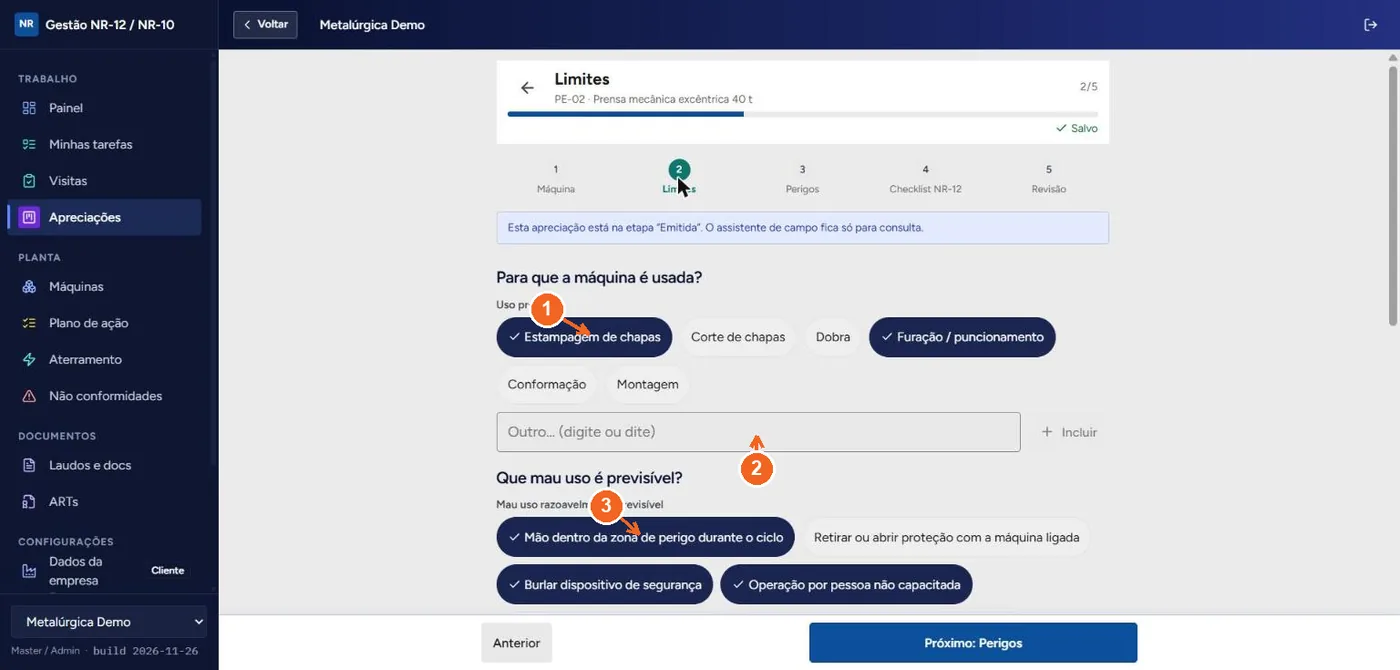 NR Gestão NR-12 / NR-10
Voltar
Metalúrgica Demo
TRABALHO
Painel
Minhas tarefas
Visitas
Apreciações
PLANTA
Máquinas
Plano de ação
Aterramento
Não conformidades
DOCUMENTOS
Laudos e docs
ARTs
CONFIGURAÇÕES
Dados da
empresa
Cliente
Metalúrgica Demo
Master / Admin · build 2026-11-26
Limites
PE-02 · Prensa mecânica excêntrica 40 t
2/5
Salvo
1 2 3 4 5
Máquina Perigos Checklist NR-12 Revisão
Esta apreciação está na etapa “Emitida”. O assistente de campo fica só para consulta.
Para que a máquina é usada?
Uso
1
Estampagem de chapas Corte de chapas Dobra Furação / puncionamento
Conformação Montagem
Outro... (digite ou dite)
+ Incluir
2
Que mau uso é previsível?
Mau uso
3
Mão dentro da zona de perigo durante o ciclo Retirar ou abrir proteção com a máquina ligada
Burlar dispositivo de segurança Operação por pessoa não capacitada
Anterior
Próximo: Perigos